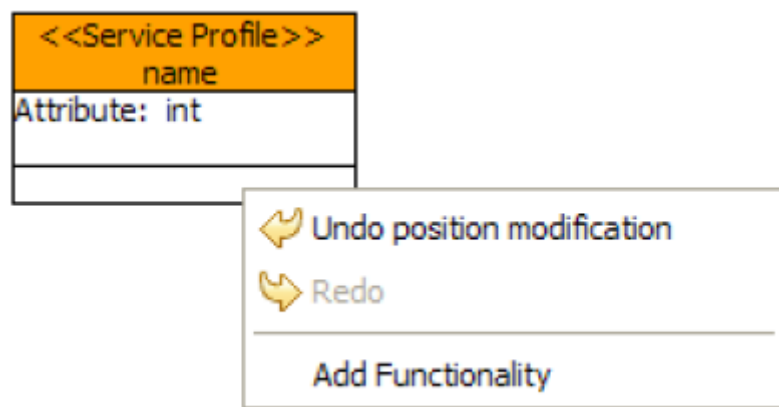 <<Service Profile>>
name
Attribute: int
Undo position modification
Redo
Add Functionality